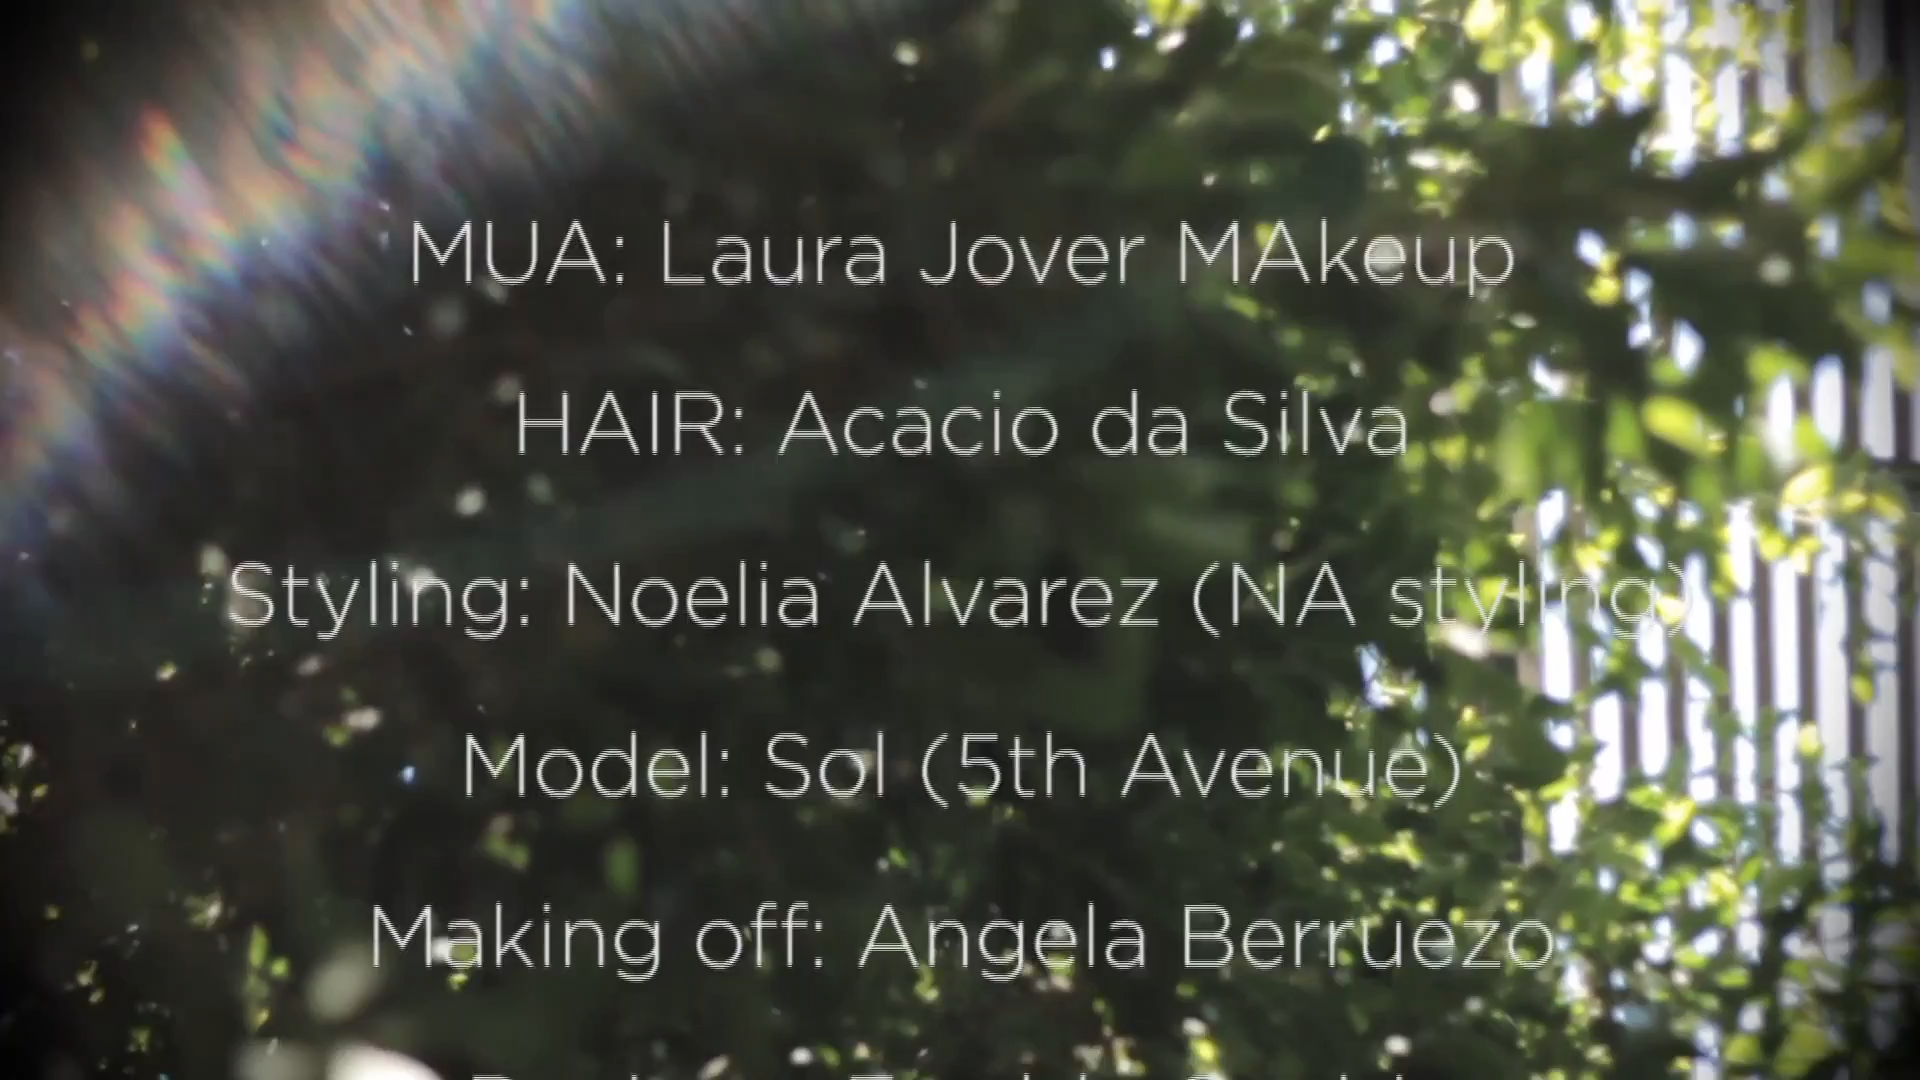 MUA: Laura Jover MAkeup
HAIR: Acacio da Silva
Styling: Noelia Alvarez (NA styling)
Model: Sol (5th Avenue)
Making off: Angela Berruezo